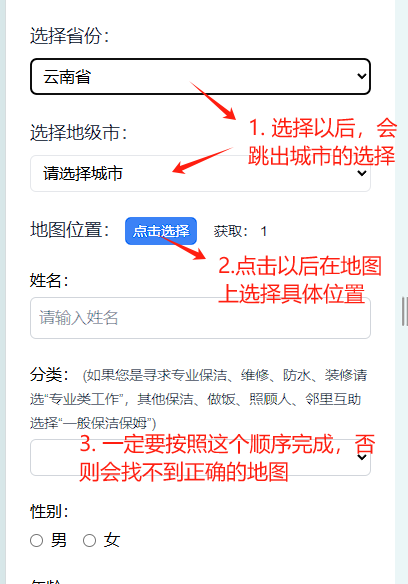 选择省份：
云南省
1. 选择以后，会
跳出城市的选择
选择地级市：
请选择城市
地图位置： 点击选择 获取： 1
2.点击以后在地图
上选择具体位置
姓名：
请输入姓名
分类： (如果您是寻求专业保洁、维修、防水、装修请
选“专业类工作”，其他保洁、做饭、照顾人、邻里互助
选择“一般保洁保姆”)
3. 一定要按照这个顺序完成，否
则会找不到正确的地图
性别：
男 女